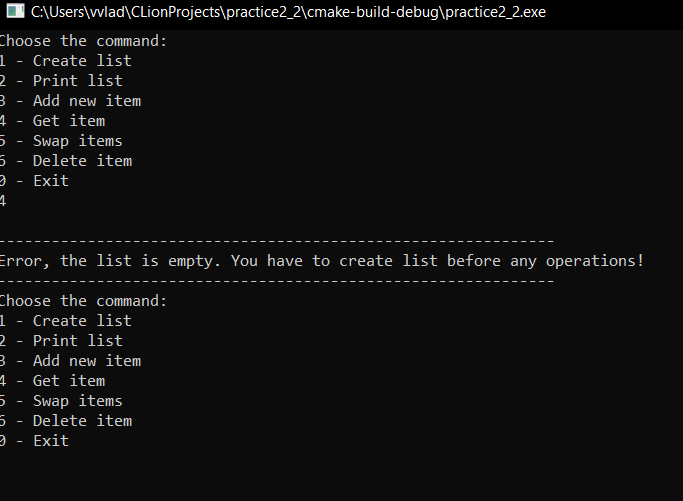 C:\Users\vvlad\CLionProjects\practice2_2\cmake-build-debug\practice2_2.exe
Choose the command:
1 - Create list
2 - Print list
3 - Add new item
4 - Get item
5 - Swap items
6 - Delete item
0 - Exit
4
--------------------------------------------------------------
Error, the list is empty. You have to create list before any operations!
--------------------------------------------------------------
Choose the command:
1 - Create list
2 - Print list
3 - Add new item
4 - Get item
5 - Swap items
6 - Delete item
0 - Exit